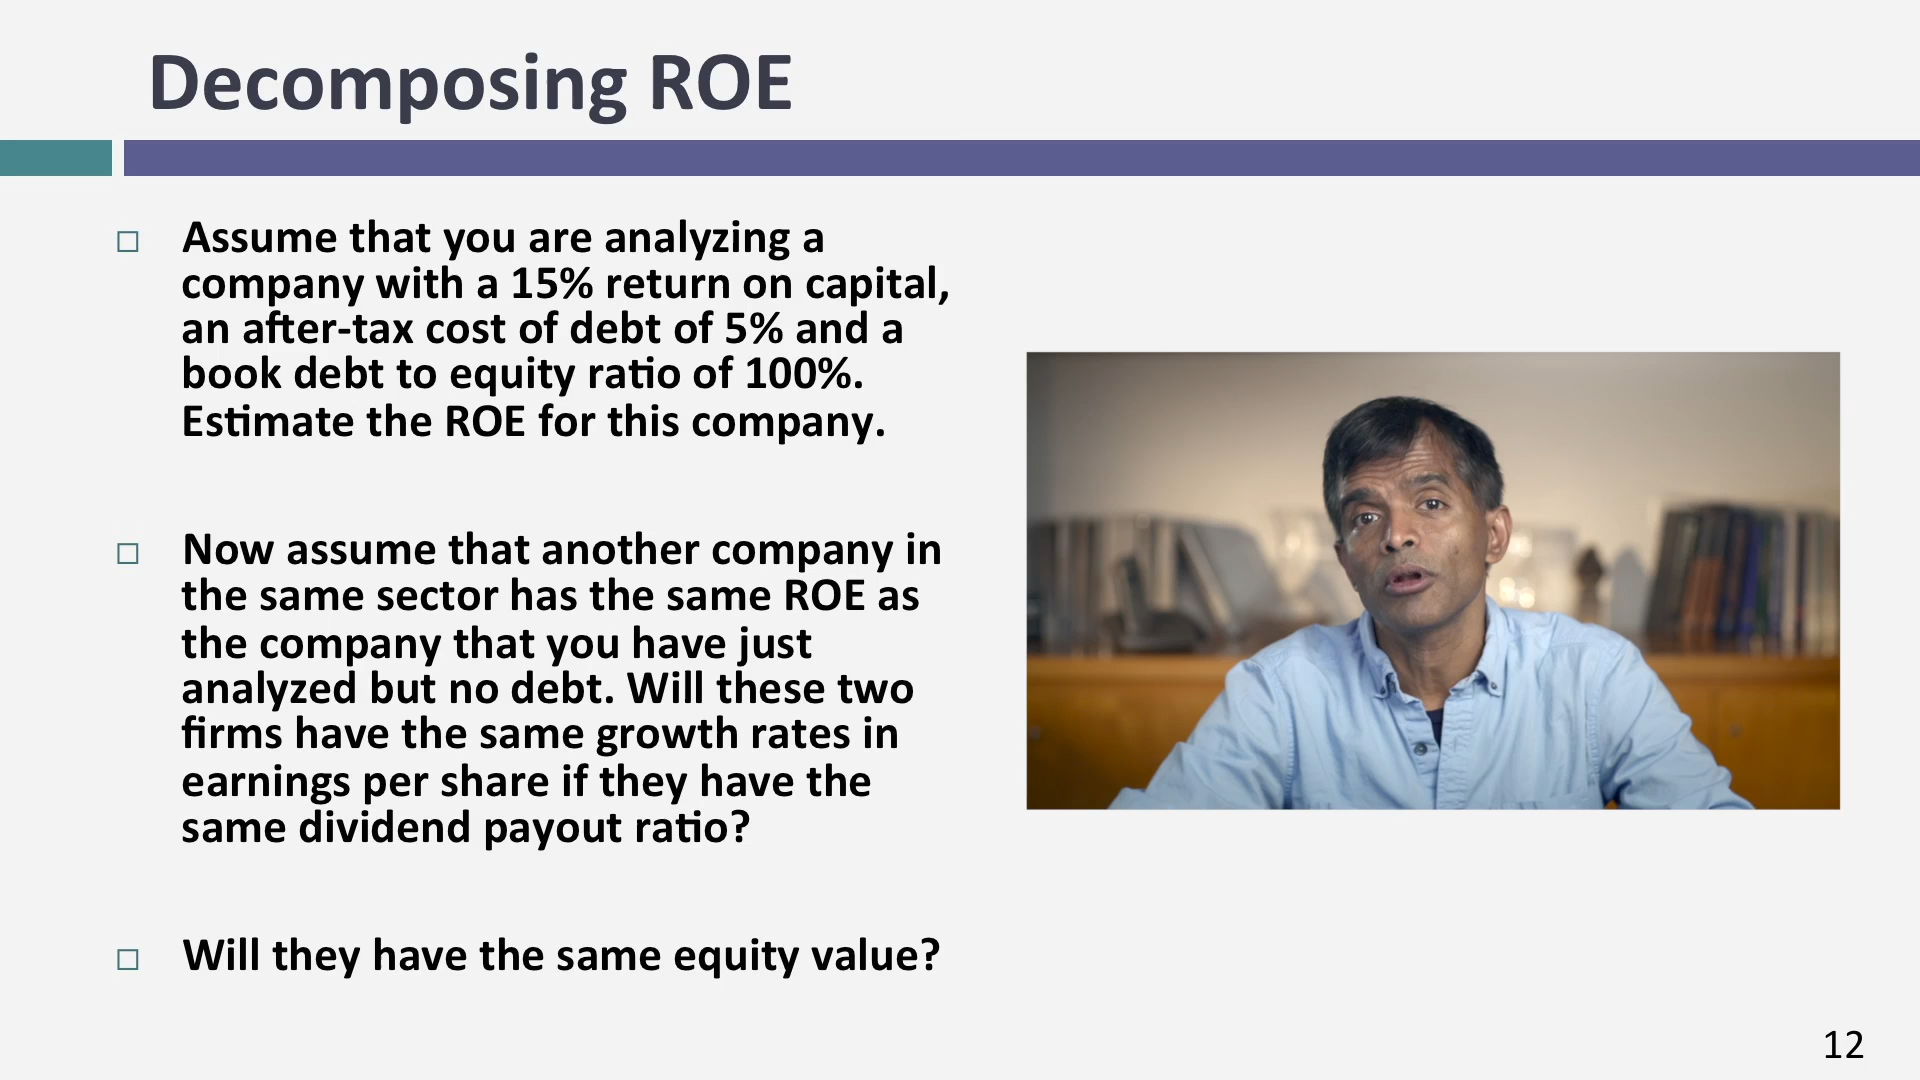 Decomposing ROE
Assume that you are analyzing a
company with a 15% return on capital,
an after-tax cost of debt of 5% and a
book debt to equity ratio of 100%.
Estimate the ROE for this company.
Now assume that another company in
the same sector has the same ROE as
the company that you have just
analyzed but no debt. Will these two
firms have the same growth rates in
earnings per share if they have the
same dividend payout ratio?
Will they have the same equity value?
12